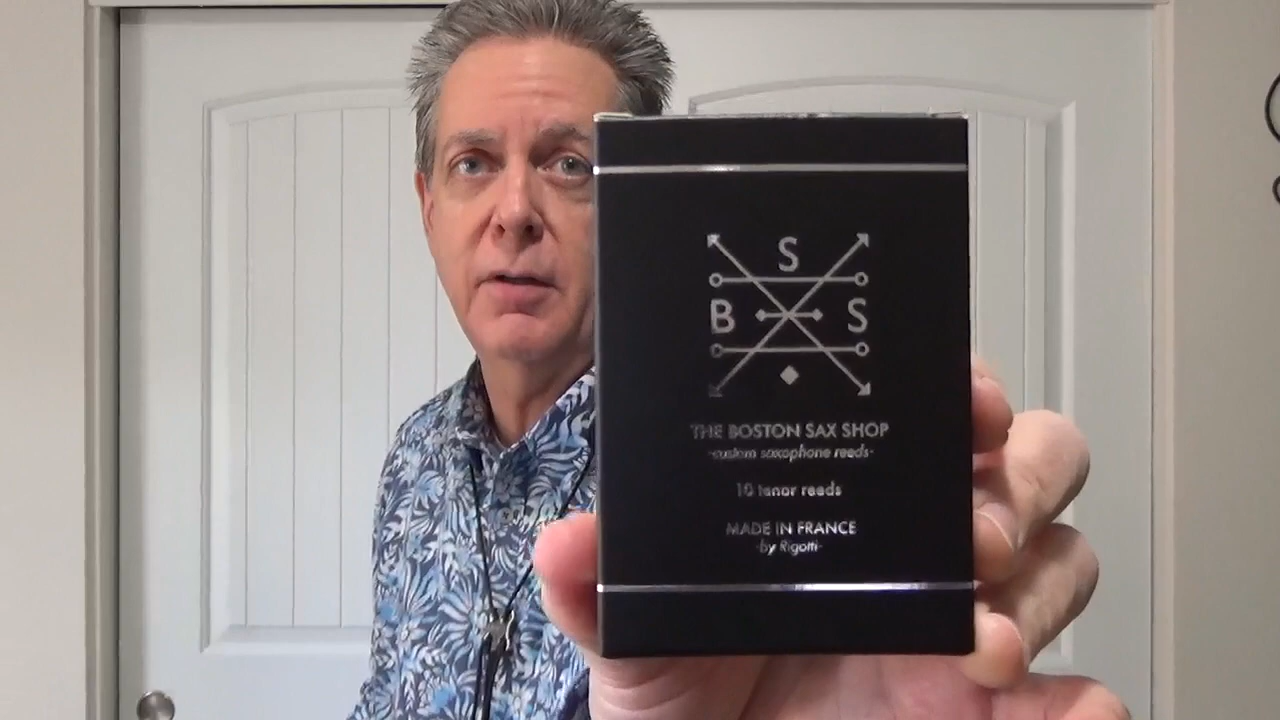 S
B S
THE BOSTON SAX SHOP
-custom saxophone reeds-
10 tenor reeds
MADE IN FRANCE
-by Rigotti-